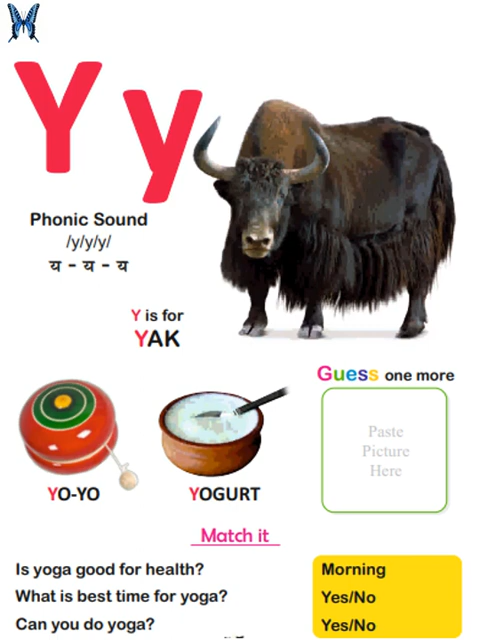 Y y
Phonic Sound
/y/y/y/
य - य - य
Y is for
YAK
Guess one more
Paste
Picture
Here
YO-YO
YOGURT
Match it
Is yoga good for health?
Morning
What is best time for yoga?
Yes/No
Can you do yoga?
Yes/No